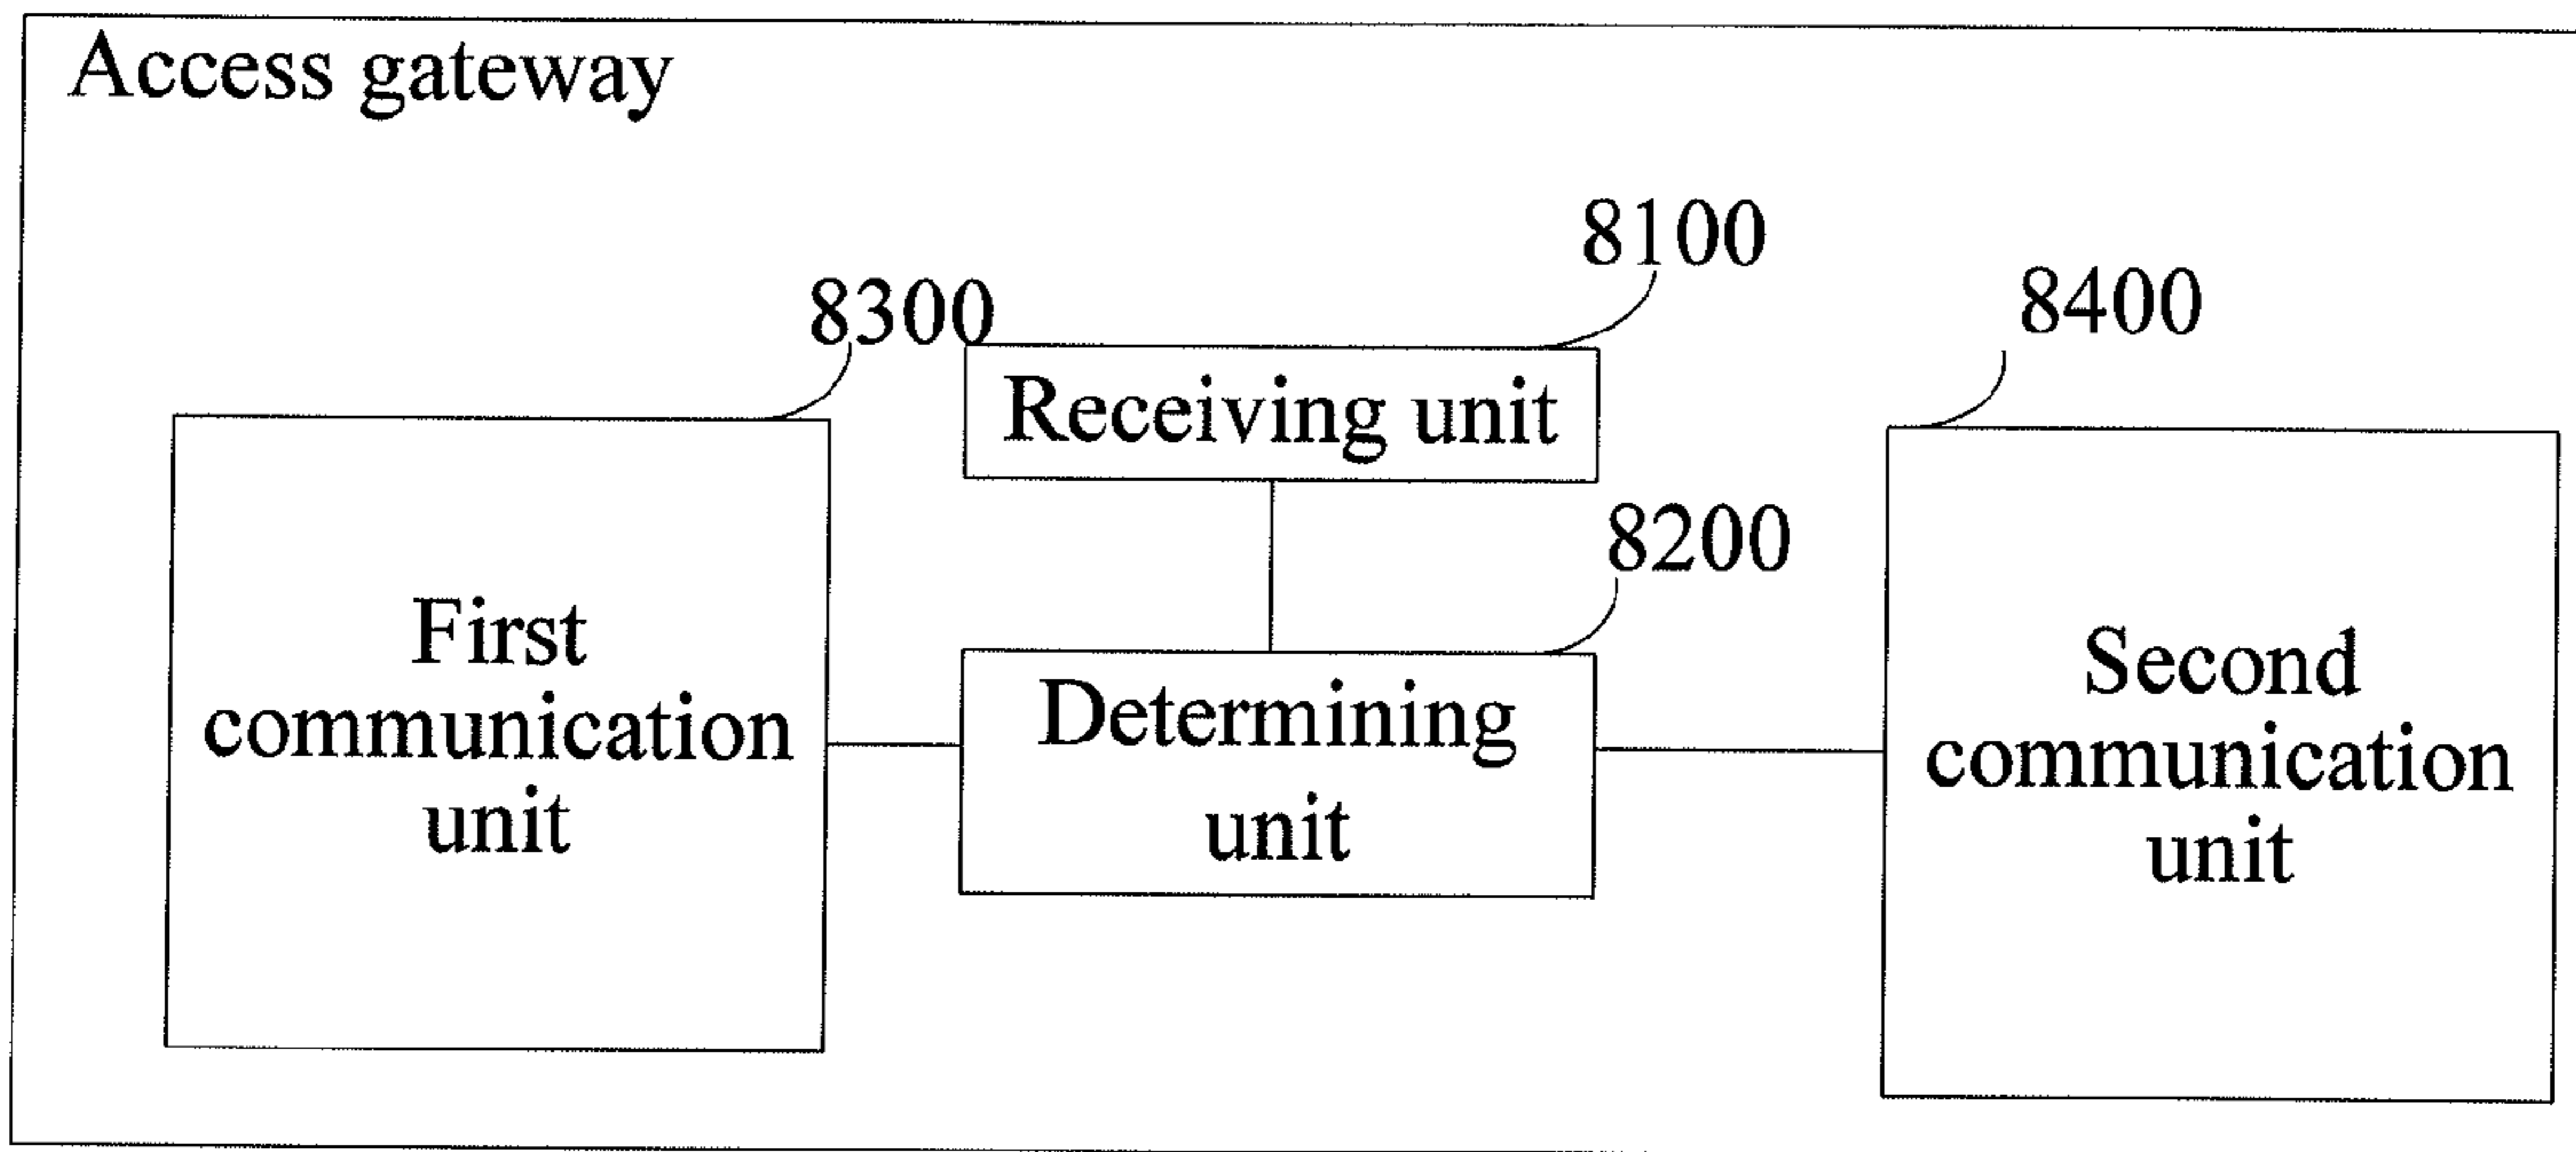 Access gateway
8100
8400
8300
Receiving unit
8200
First
communication
unit
Determining
unit
Second
communication
unit